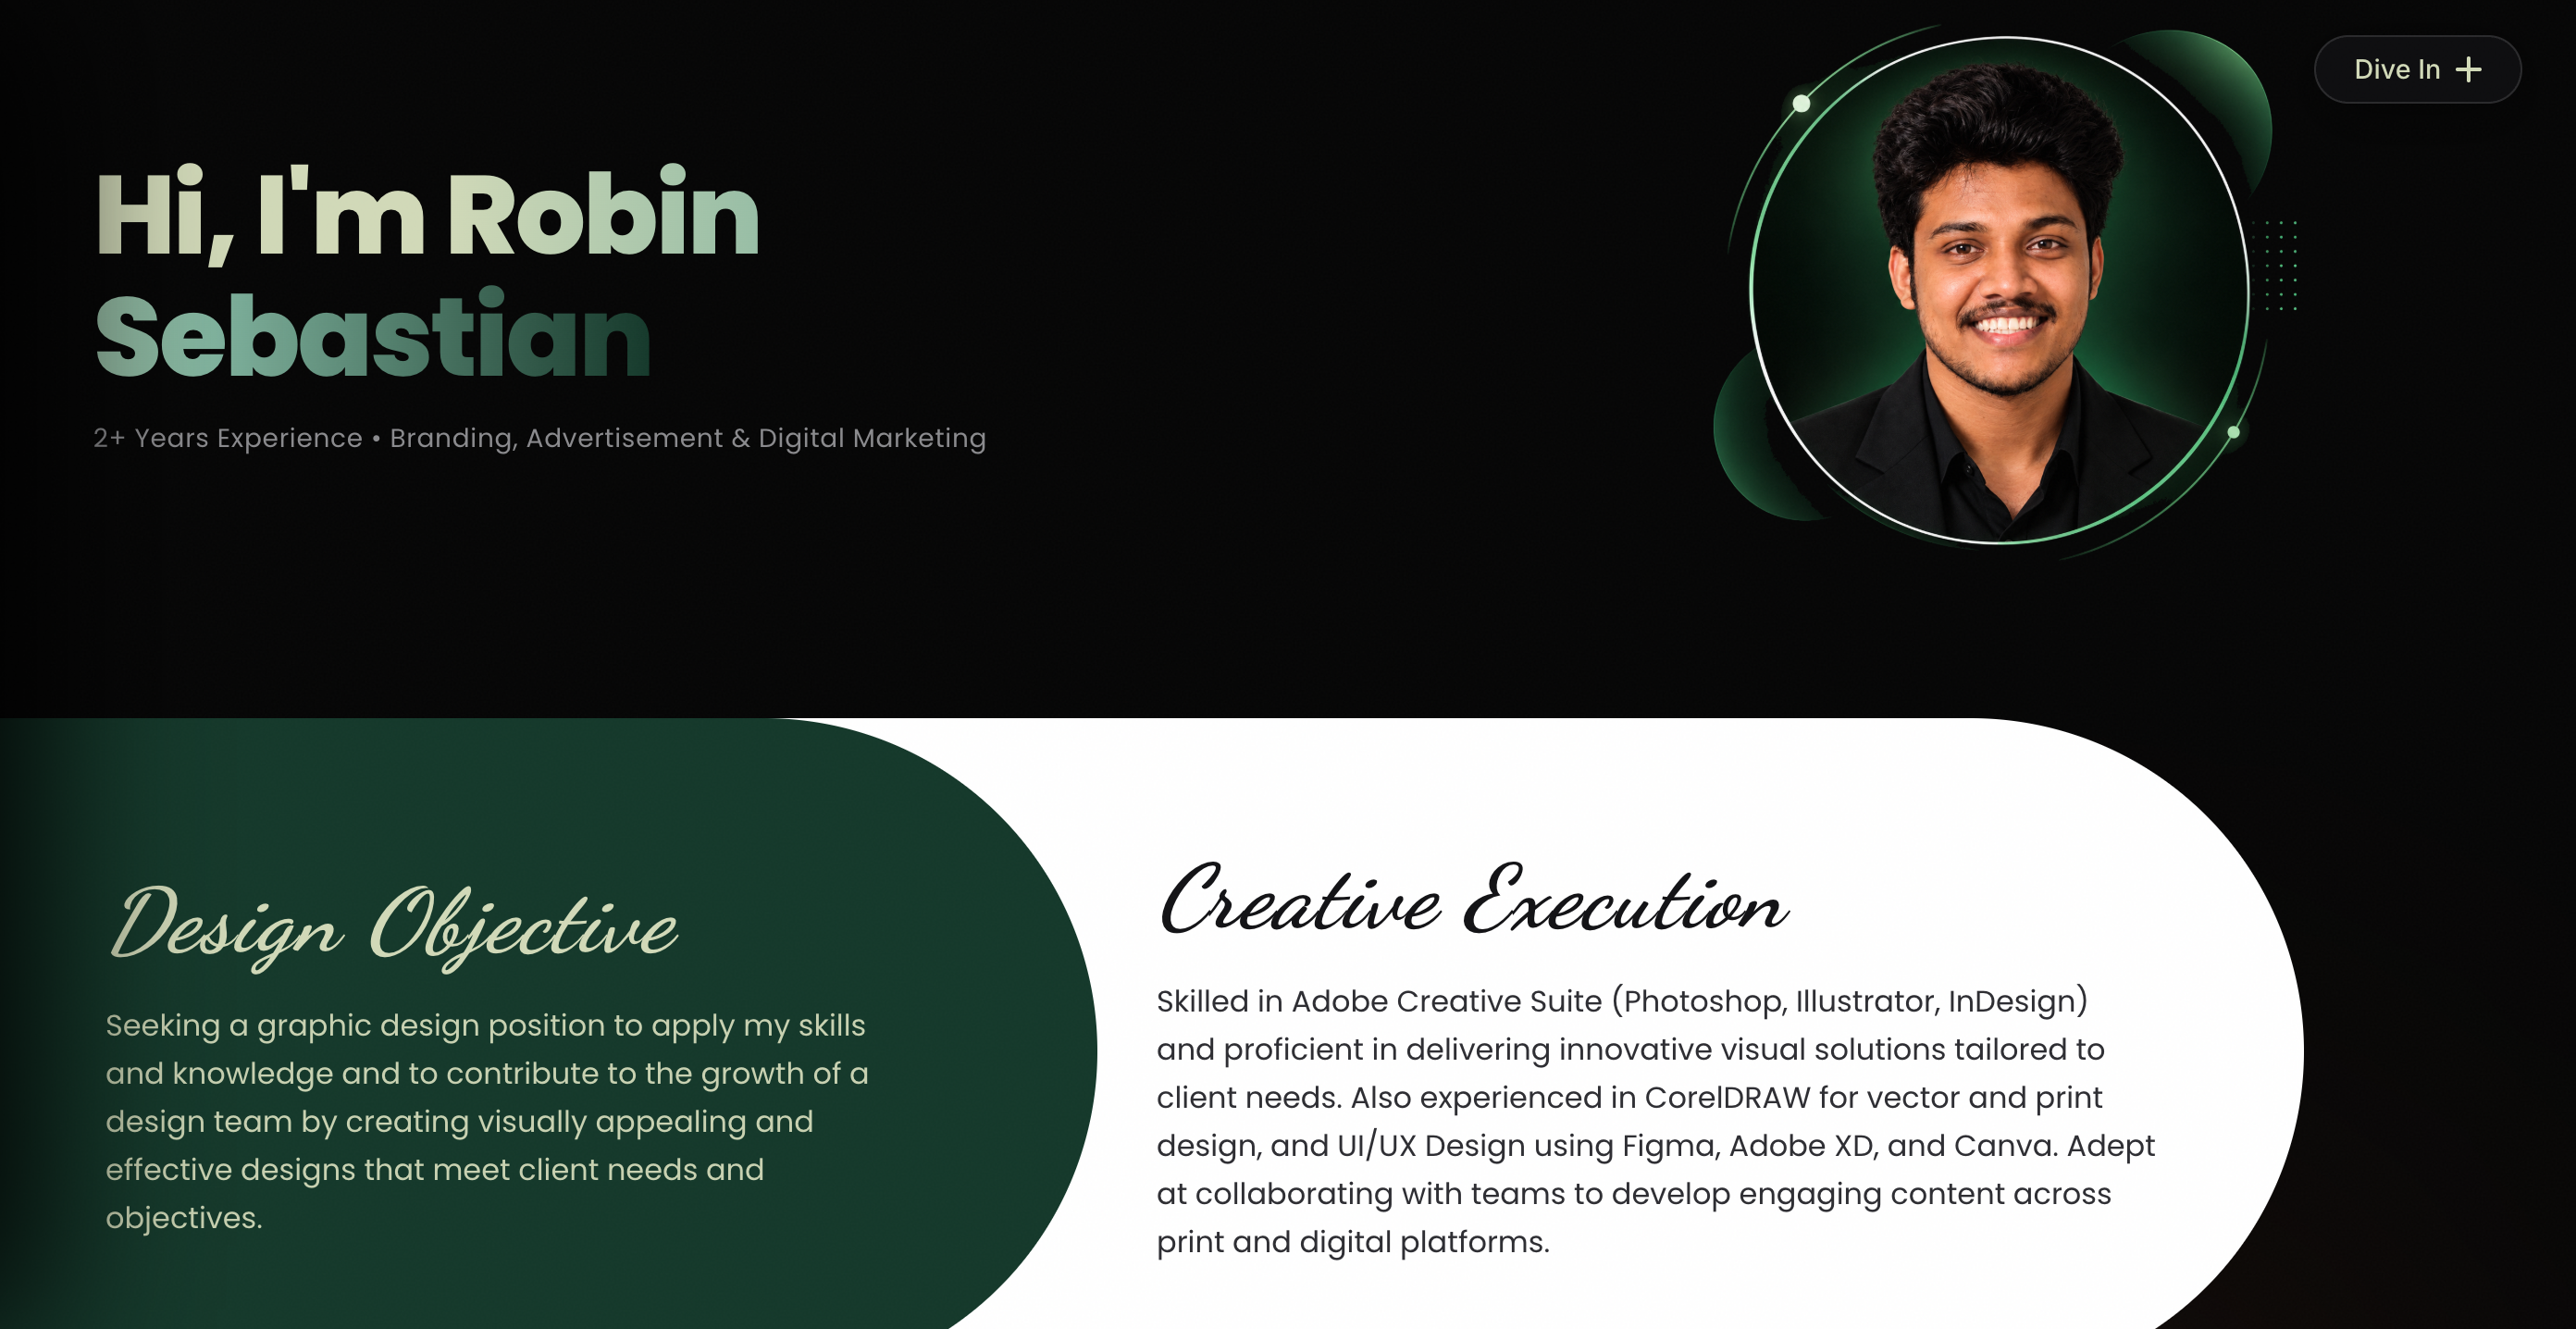 Dive In +
Hi, I'm Robin
Sebastian
2+ Years Experience • Branding, Advertisement & Digital Marketing
Design Objective
Seeking a graphic design position to apply my skills
and knowledge and to contribute to the growth of a
design team by creating visually appealing and
effective designs that meet client needs and
objectives.
Creative Execution
Skilled in Adobe Creative Suite (Photoshop, Illustrator, InDesign)
and proficient in delivering innovative visual solutions tailored to
client needs. Also experienced in CorelDRAW for vector and print
design, and UI/UX Design using Figma, Adobe XD, and Canva. Adept
at collaborating with teams to develop engaging content across
print and digital platforms.